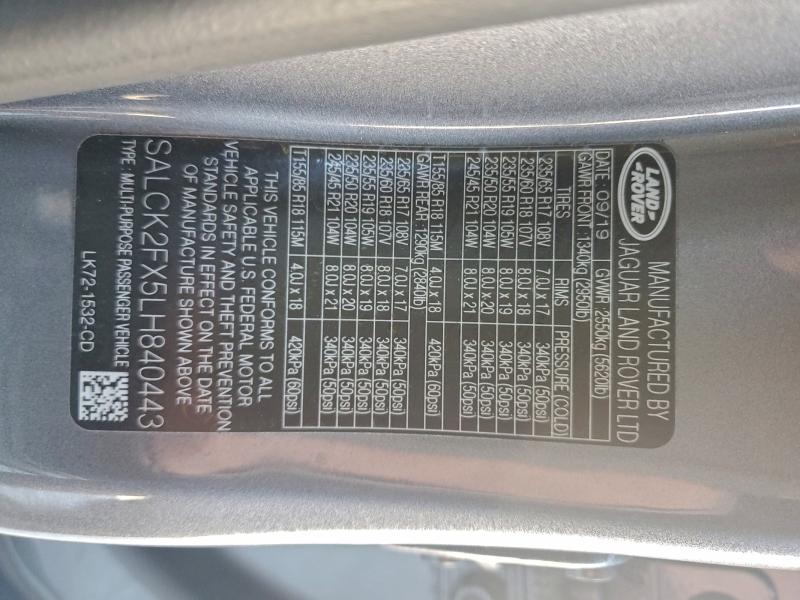 LAND
ROVER
MANUFACTURED BY
JAGUAR LAND ROVER LTD
DATE: 09/19 GVWR 2550kg (5620lb)
GAWR FRONT: 1340kg (2950lb)
TIRES RIMS PRESSURE (COLD)
235/65 R17 108V 7.0J x 17 340kPa (50psi)
235/60 R18 107V 8.0J x 18 340kPa (50psi)
235/55 R19 105W 8.0J x 19 340kPa (50psi)
235/50 R20 104W 8.0J x 20 340kPa (50psi)
245/45 R21 104W 8.0J x 21 340kPa (50psi)
T155/85 R18 115M 4.0J x 18 420kPa (60psi)
GAWR REAR: 1290kg (2840lb)
235/65 R17 108V 7.0J x 17 340kPa (50psi)
235/60 R18 107V 8.0J x 18 340kPa (50psi)
235/55 R19 105W 8.0J x 19 340kPa (50psi)
235/50 R20 104W 8.0J x 20 340kPa (50psi)
245/45 R21 104W 8.0J x 21 340kPa (50psi)
T155/85 R18 115M 4.0J x 18 420kPa (60psi)
THIS VEHICLE CONFORMS TO ALL
APPLICABLE U.S. FEDERAL MOTOR
VEHICLE SAFETY AND THEFT PREVENTION
STANDARDS IN EFFECT ON THE DATE
OF MANUFACTURE SHOWN ABOVE
SALCK2FX5LH840443
TYPE: MULTI-PURPOSE PASSENGER VEHICLE
LK72-1532-CD